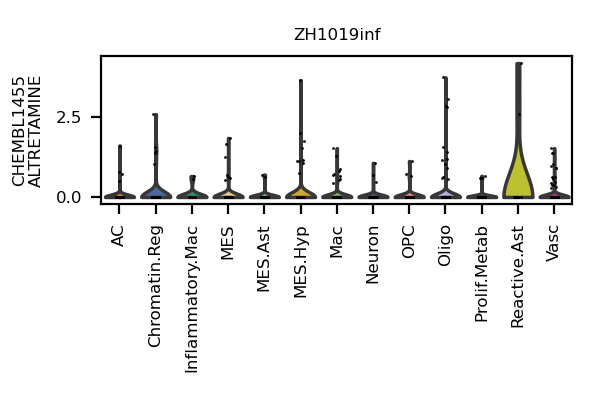 ZH1019inf
CHEMBL1455
ALTRETAMINE
2.5
0.0
AC
Chromatin.Reg
Inflammatory.Mac
MES
MES.Ast
MES.Hyp
Mac
Neuron
OPC
Oligo
Prolif.Metab
Reactive.Ast
Vasc